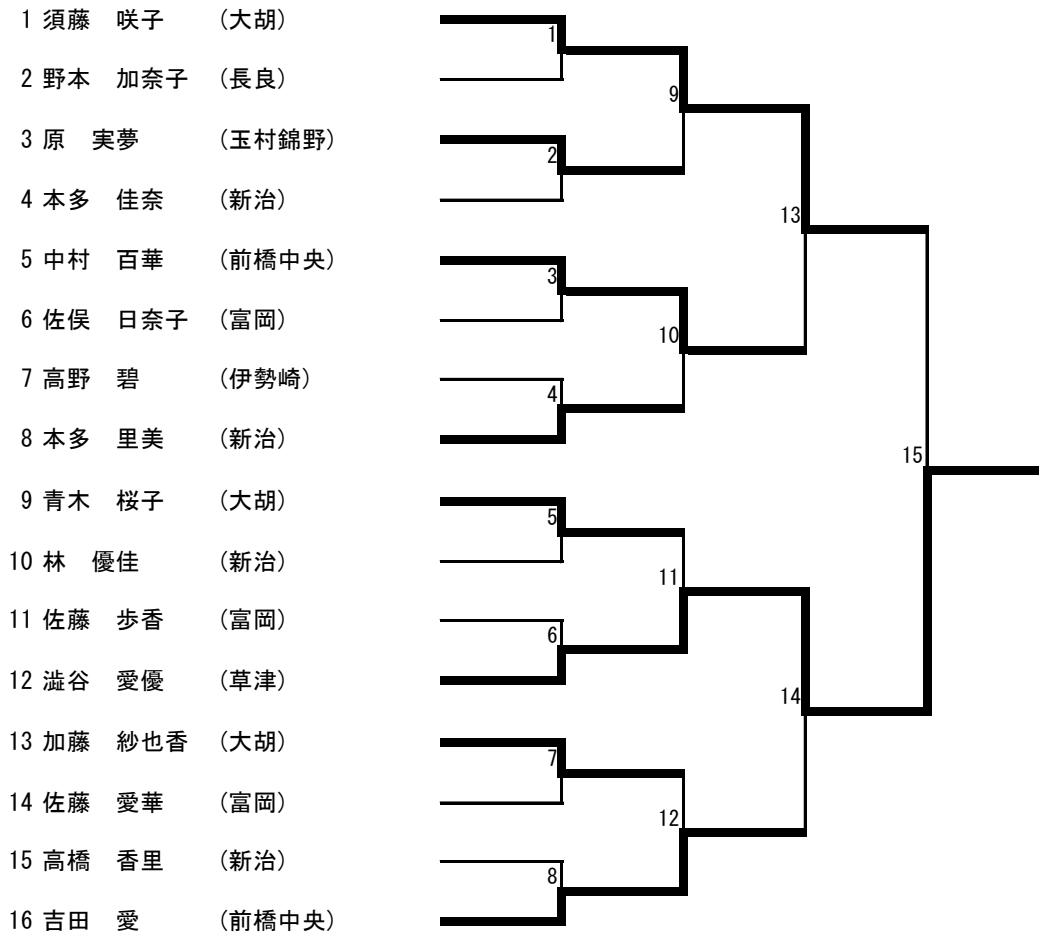 1 須藤　咲子　（大胡）
1
2 野本　加奈子　（長良）
9
3 原　実夢　（玉村錦野）
2
4 本多　佳奈　（新治）
13
5 中村　百華　（前橋中央）
3
6 佐俣　日奈子　（富岡）
10
7 高野　碧　（伊勢崎）
4
8 本多　里美　（新治）
15
9 青木　桜子　（大胡）
5
10 林　優佳　（新治）
11
11 佐藤　歩香　（富岡）
6
12 澁谷　愛優　（草津）
14
13 加藤　紗也香　（大胡）
7
14 佐藤　愛華　（富岡）
12
15 高橋　香里　（新治）
8
16 吉田　愛　（前橋中央）